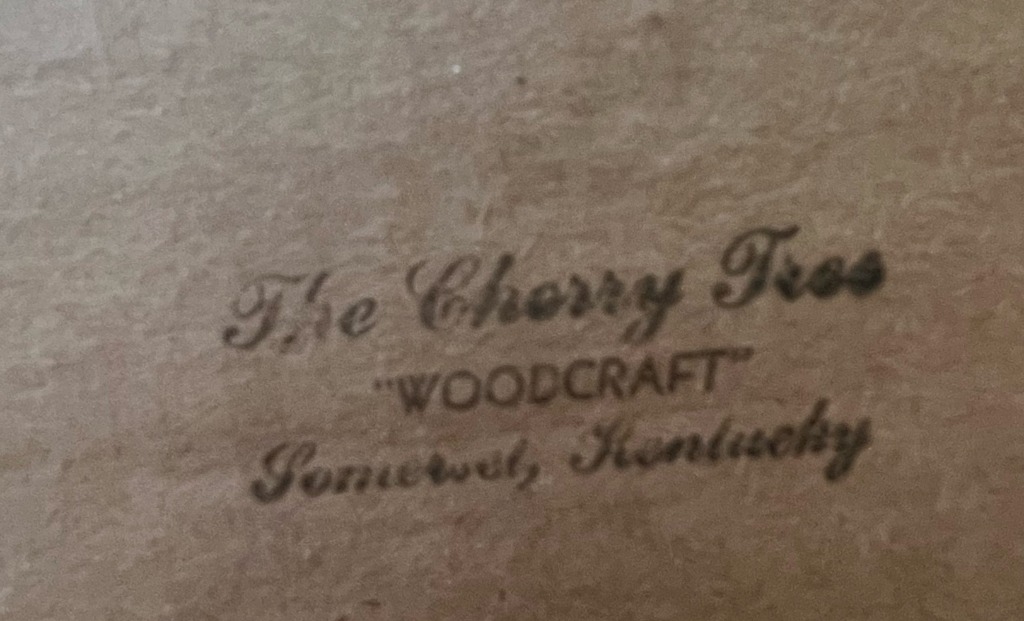 The Cherry Tree
"WOODCRAFT"
Somerset, Kentucky